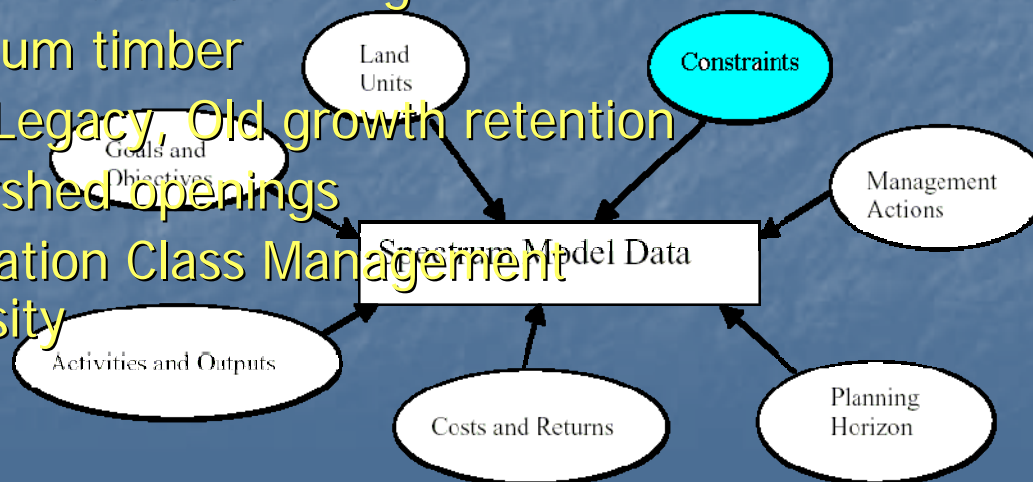 um timber
Legacy, Old growth retention
shed openings
ation Class Management
sity
Land
Units
Constraints
Goals and
Objectives
Management
Actions
Spectrum Model Data
Activities and Outputs
Costs and Returns
Planning
Horizon